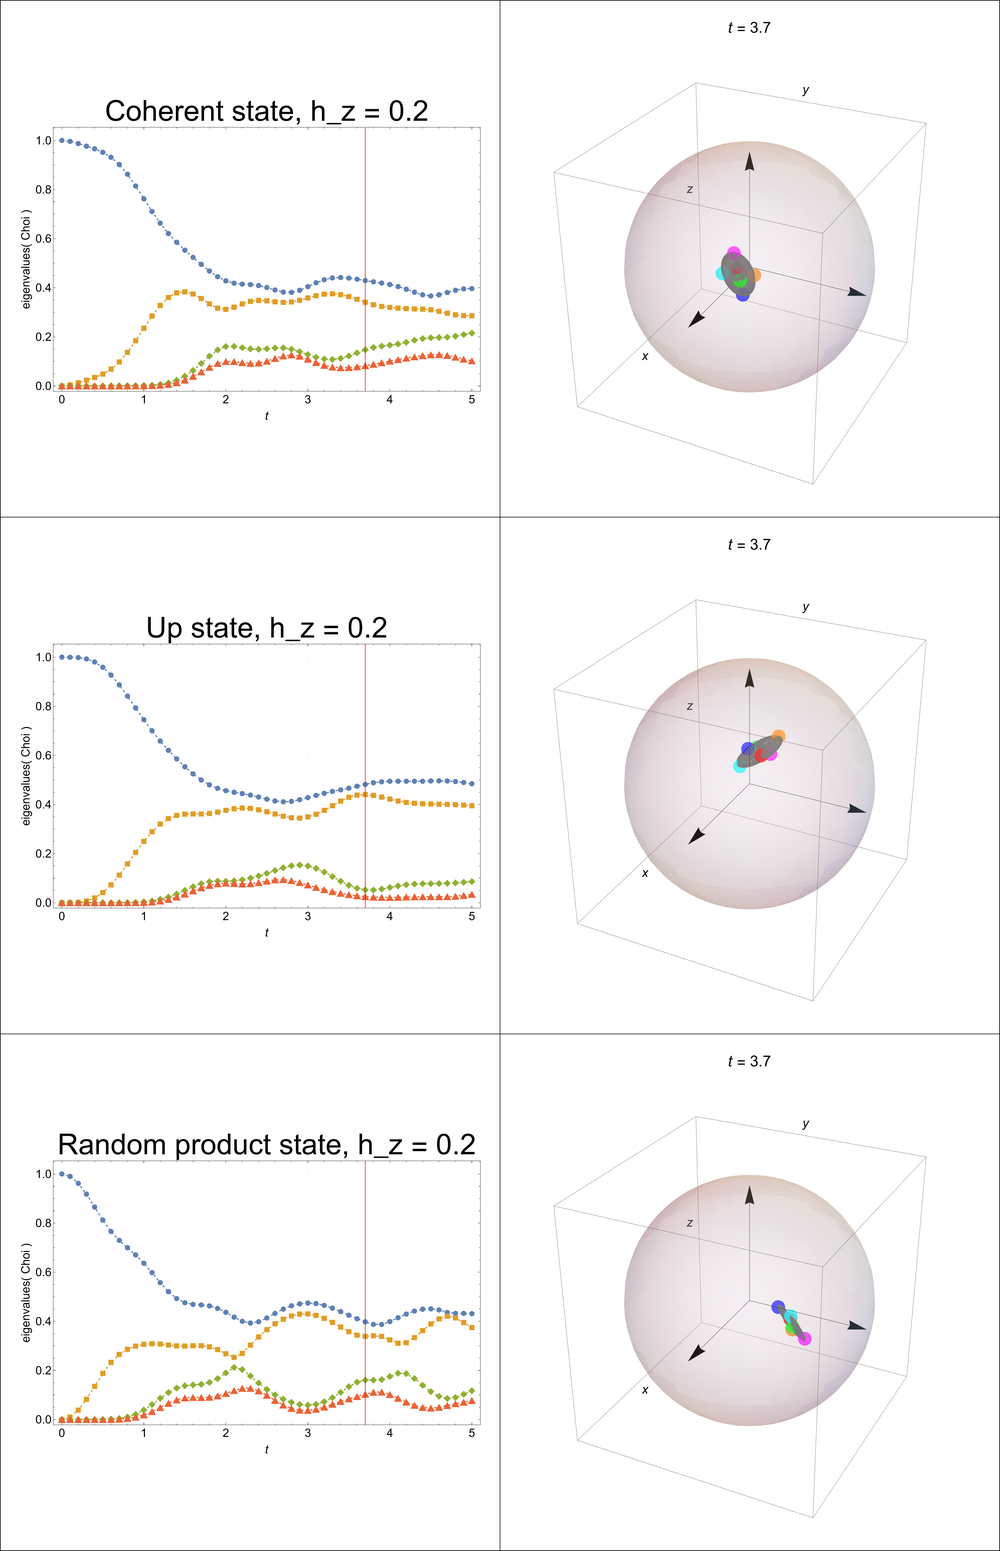 Coherent state, h_z = 0.2
eigenvalues( Choi )
1.0
0.8
0.6
0.4
0.2
0.0
0 1 2 3 4 5
t
t = 3.7
y
z
x
Up state, h_z = 0.2
eigenvalues( Choi )
1.0
0.8
0.6
0.4
0.2
0.0
0 1 2 3 4 5
t
t = 3.7
y
z
x
Random product state, h_z = 0.2
eigenvalues( Choi )
1.0
0.8
0.6
0.4
0.2
0.0
0 1 2 3 4 5
t
t = 3.7
y
z
x